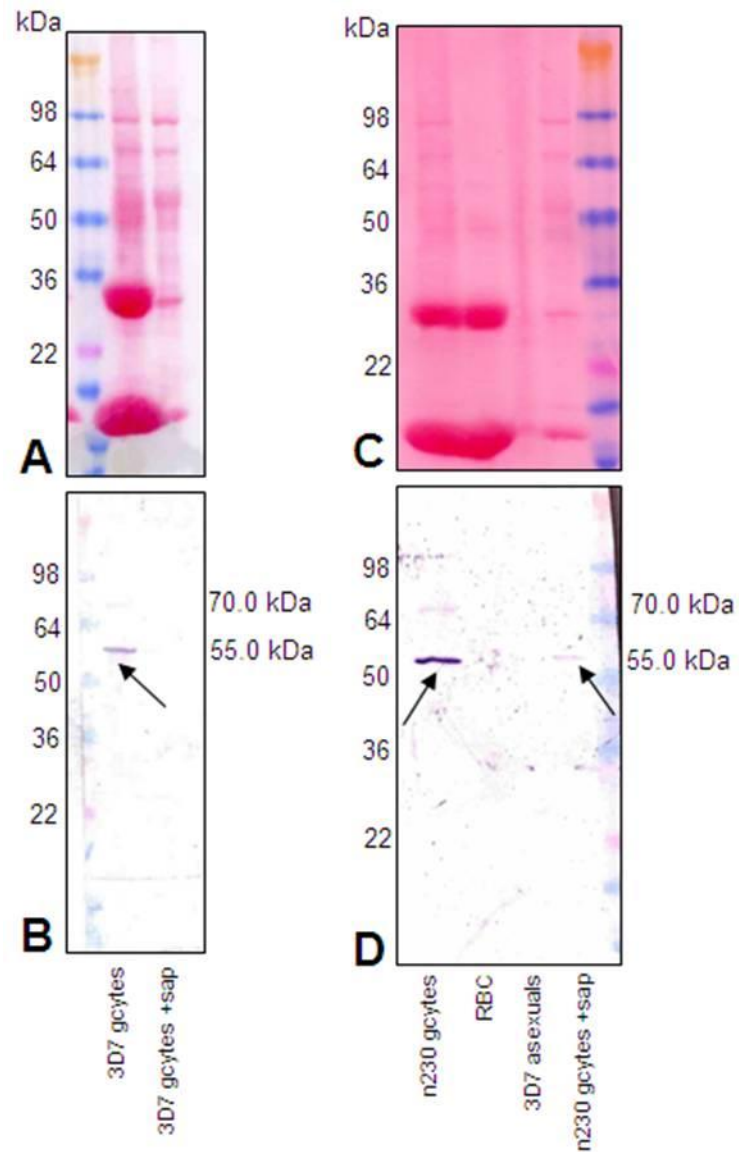 kDa
98
64
50
36
22
A
kDa
98
64
50
36
22
C
98
64
50
36
22
70.0 kDa
55.0 kDa
B
98
64
50
36
22
70.0 kDa
55.0 kDa
D
3D7 gcytes
3D7 gcytes +sap
n230 gcytes
RBC
3D7 asexuals
n230 gcytes +sap